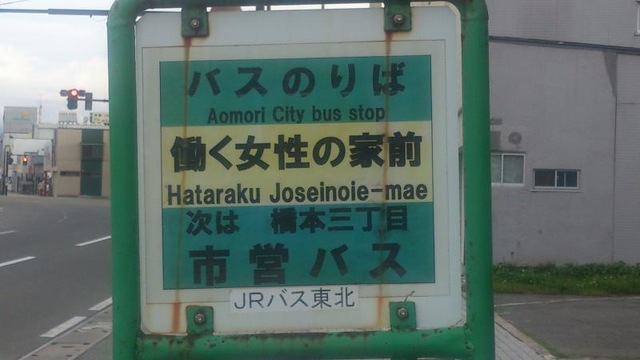 バスのりば
Aomori City bus stop
働く女性の家前
Hataraku Joseinoie-mae
次は 橋本三丁目
市営バス
JRバス東北